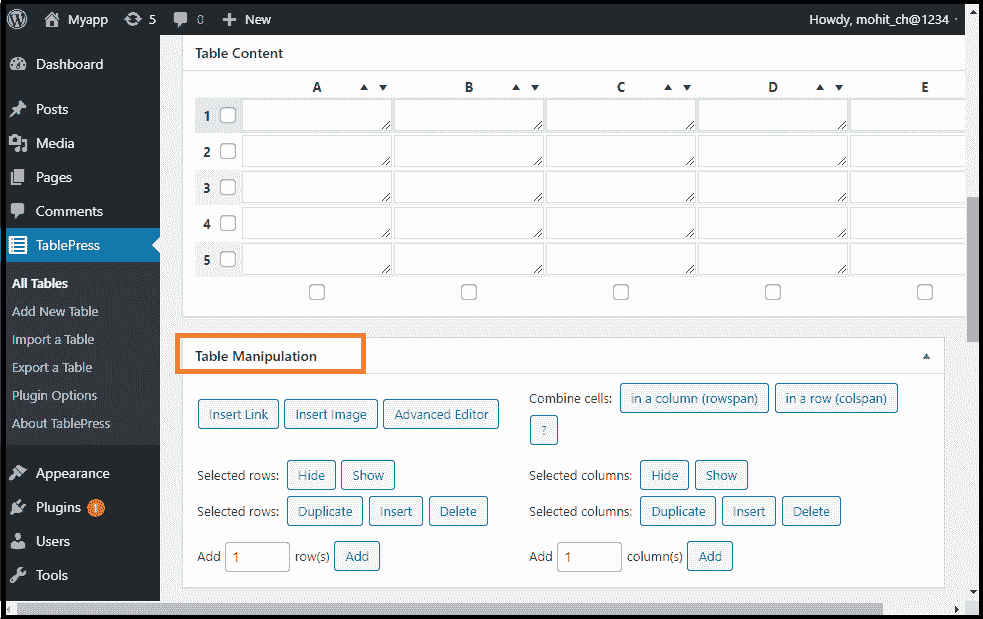 Myapp 5 0 New Howdy, mohit_ch@1234
Dashboard
Posts
Media
Pages
Comments
TablePress
All Tables
Add New Table
Import a Table
Export a Table
Plugin Options
About TablePress
Appearance
Plugins 1
Users
Tools
Table Content
A B C D E
1
2
3
4
5
Table Manipulation
Insert Link Insert Image Advanced Editor
Combine cells: in a column (rowspan) in a row (colspan)
?
Selected rows: Hide Show Selected columns: Hide Show
Selected rows: Duplicate Insert Delete Selected columns: Duplicate Insert Delete
Add 1 row(s) Add Add 1 column(s) Add